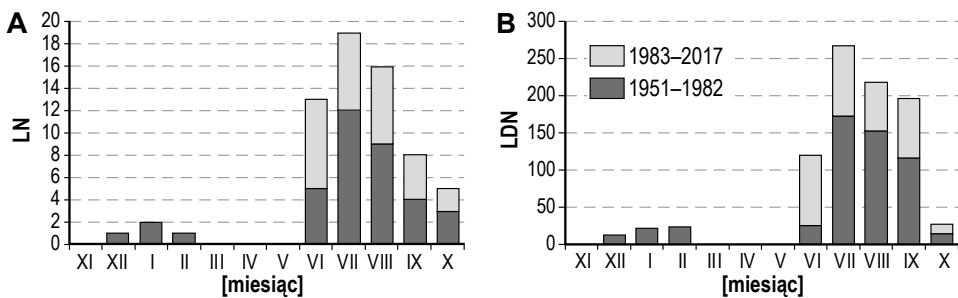 A
LN
20
18
16
14
12
10
8
6
4
2
0
XI XII I II III IV V VI VII VIII IX X
[miesiąc]
B
LDN
300
250
200
150
100
50
0
1983–2017
1951–1982
XI XII I II III IV V VI VII VIII IX X
[miesiąc]